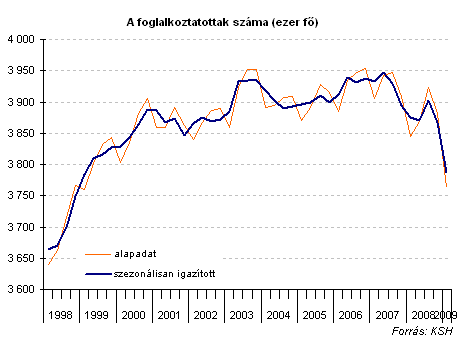 A foglalkoztatottak száma (ezer fő)
4 000
3 950
3 900
3 850
3 800
3 750
3 700
3 650
3 600
alapadat
szezonálisan igazított
1998 1999 2000 2001 2002 2003 2004 2005 2006 2007 2008 2009
Forrás: KSH